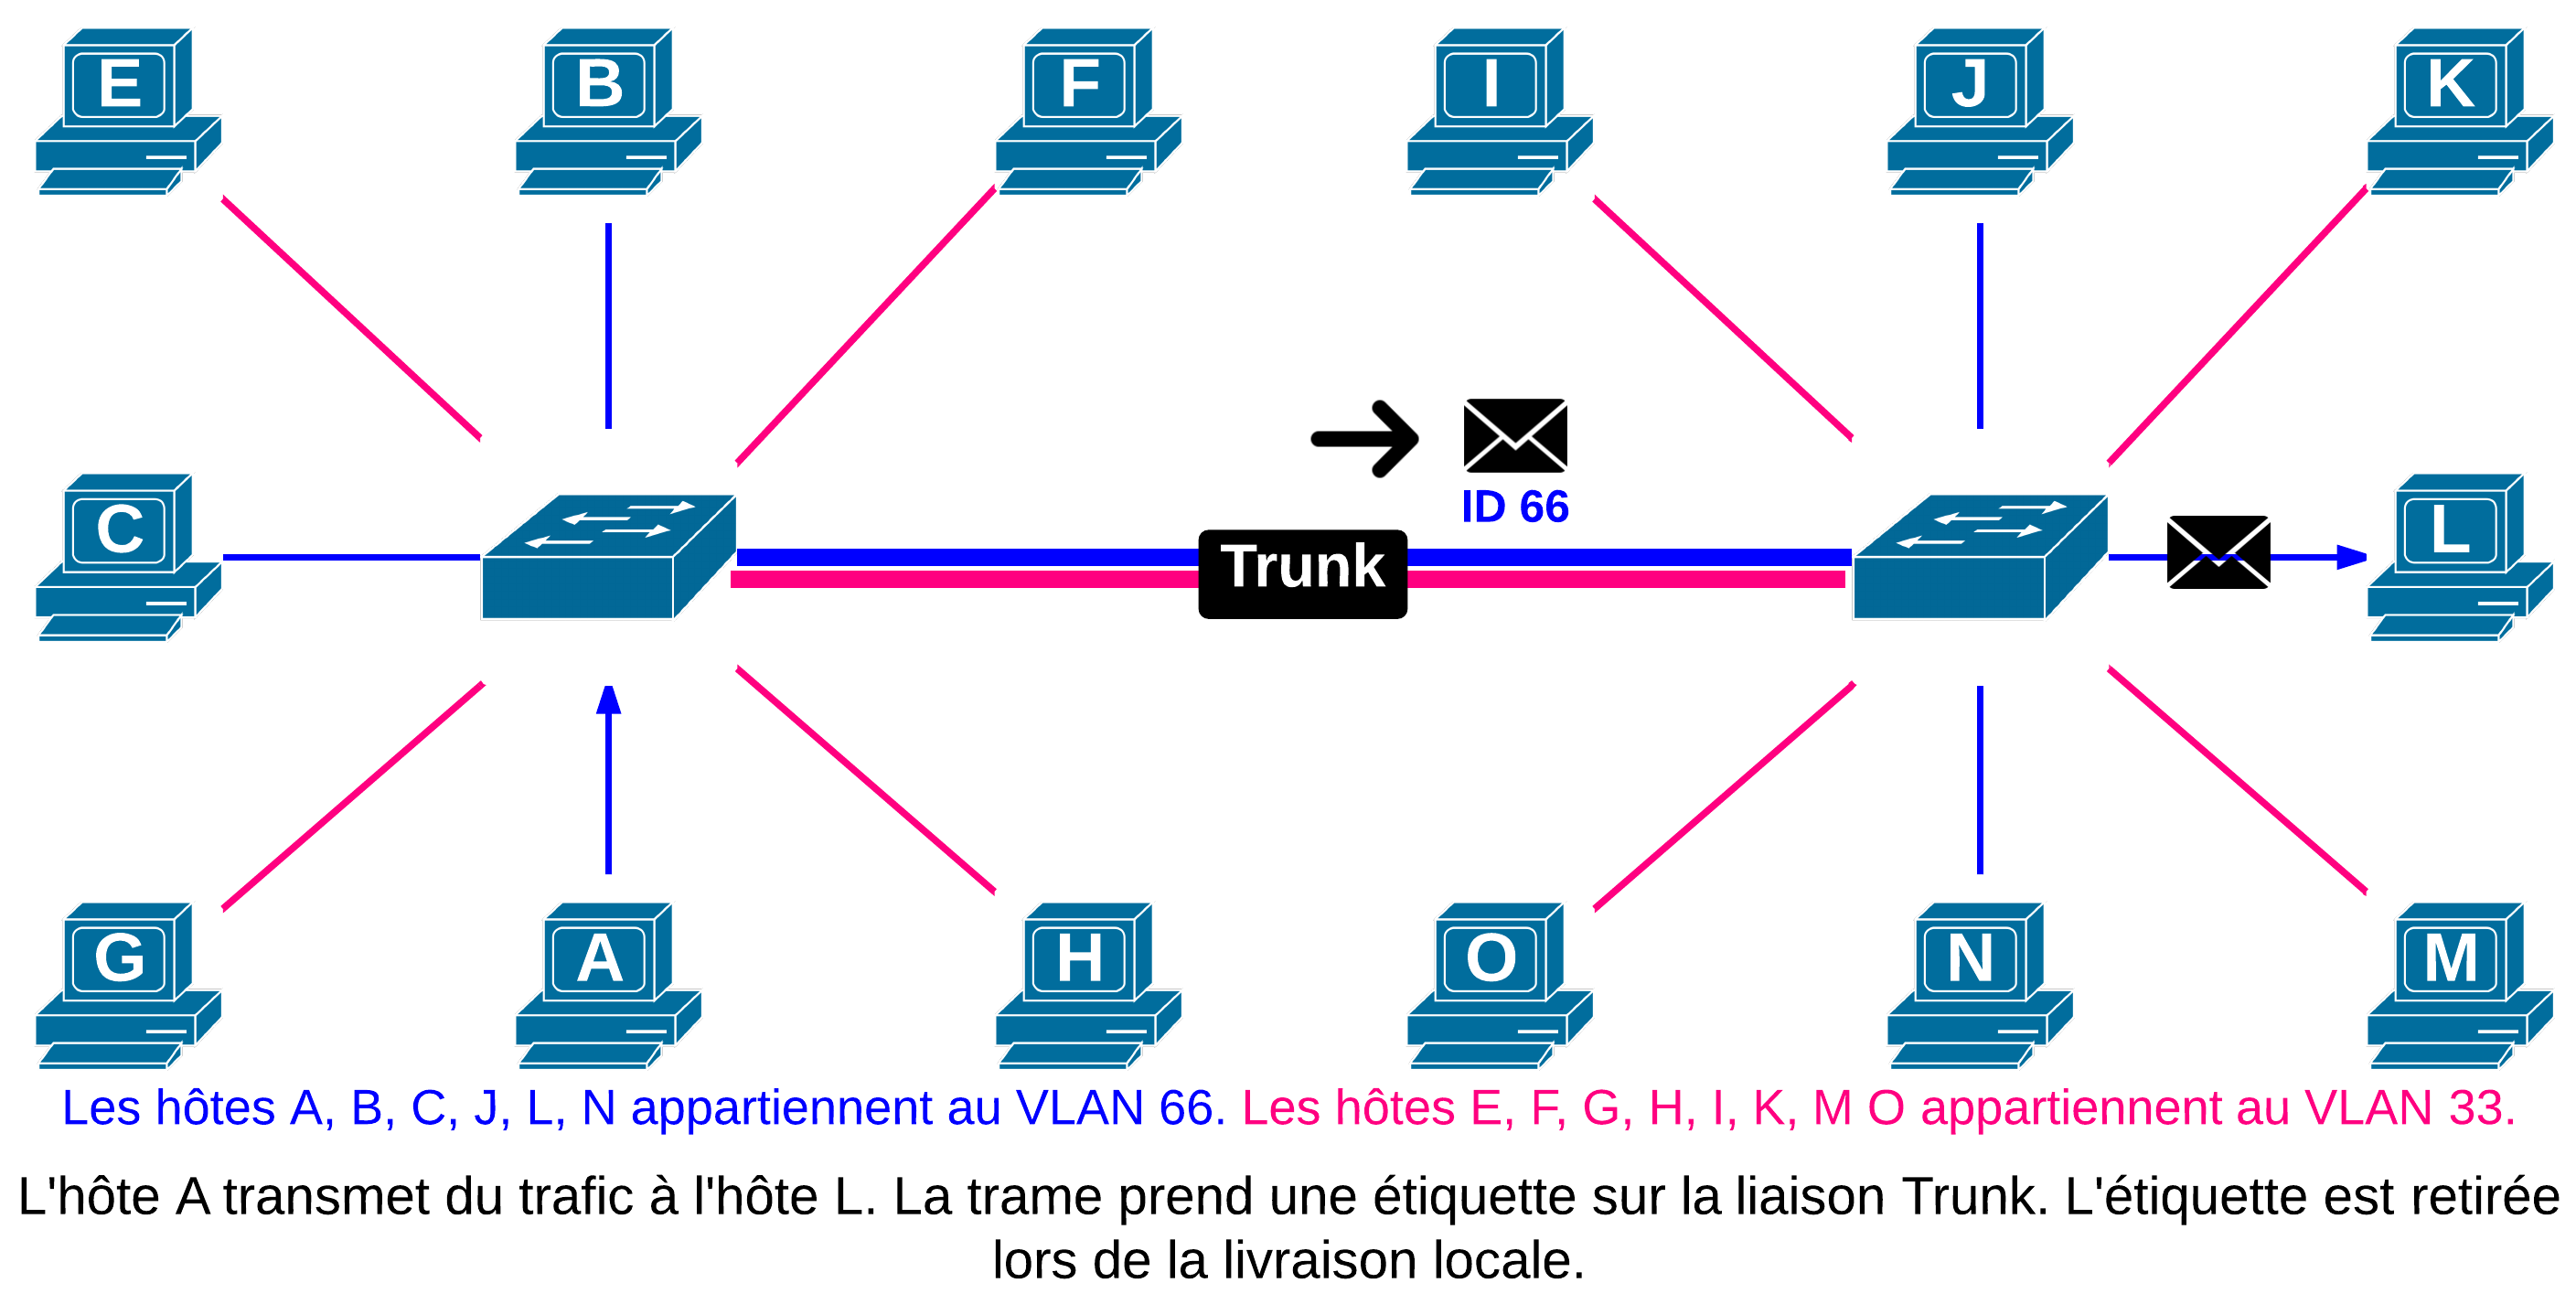 E
B
F
I
J
K
ID 66
C
Trunk
L
G
A
H
O
N
M
Les hôtes A, B, C, J, L, N appartiennent au VLAN 66. Les hôtes E, F, G, H, I, K, M O appartiennent au VLAN 33.
L'hôte A transmet du trafic à l'hôte L. La trame prend une étiquette sur la liaison Trunk. L'étiquette est retirée
lors de la livraison locale.